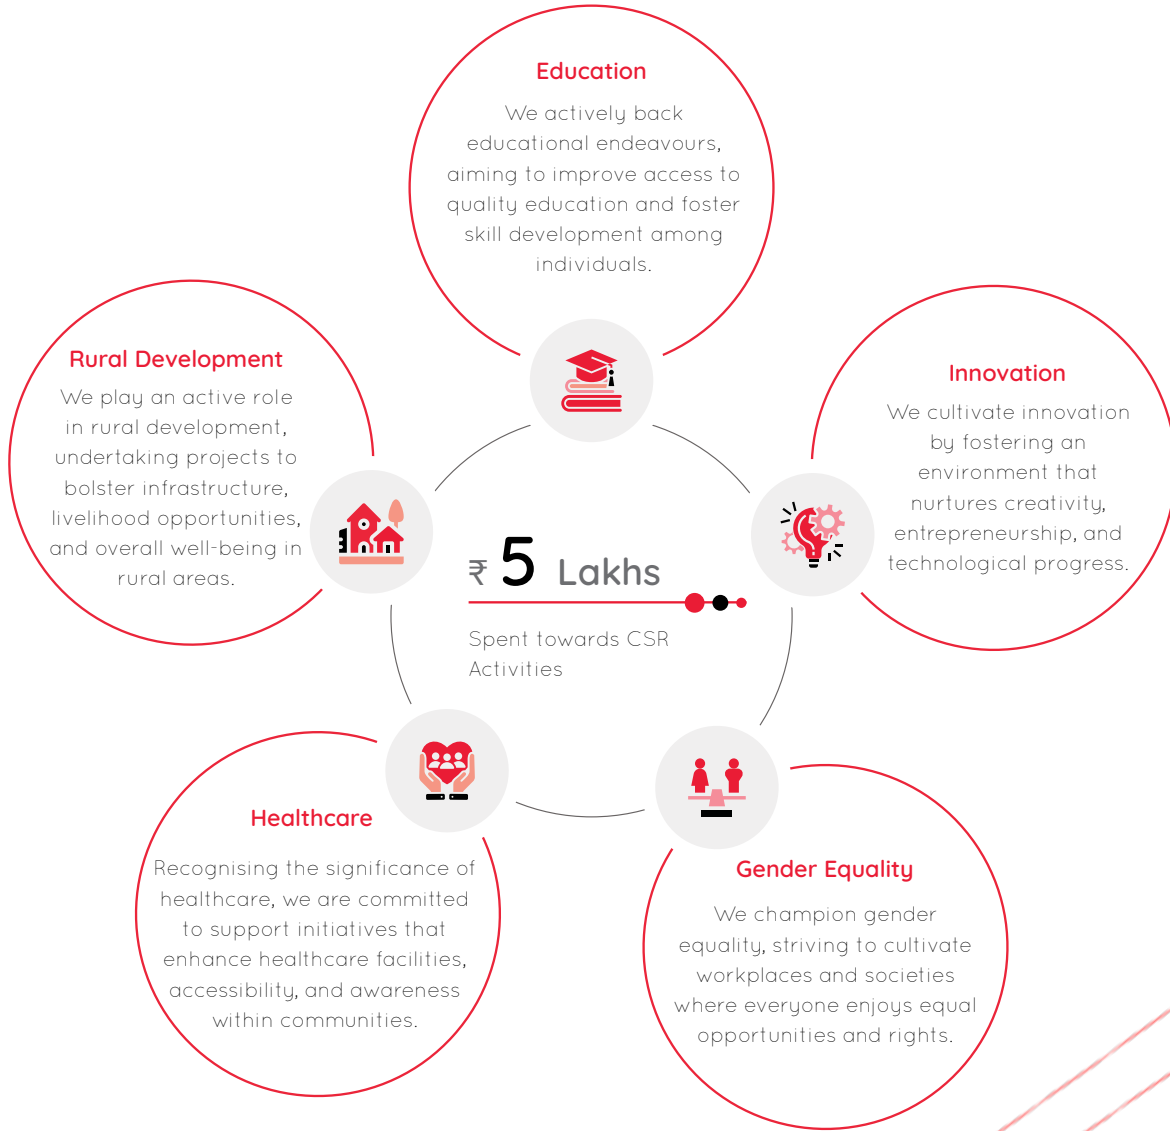 Education
We actively back
educational endeavours,
aiming to improve access to
quality education and foster
skill development among
individuals.
Rural Development
We play an active role
in rural development,
undertaking projects to
bolster infrastructure,
livelihood opportunities,
and overall well-being in
rural areas.
Innovation
We cultivate innovation
by fostering an
environment that
nurtures creativity,
entrepreneurship, and
technological progress.
₹ 5 Lakhs
Spent towards CSR
Activities
Healthcare
Recognising the significance of
healthcare, we are committed
to support initiatives that
enhance healthcare facilities,
accessibility, and awareness
within communities.
Gender Equality
We champion gender
equality, striving to cultivate
workplaces and societies
where everyone enjoys equal
opportunities and rights.